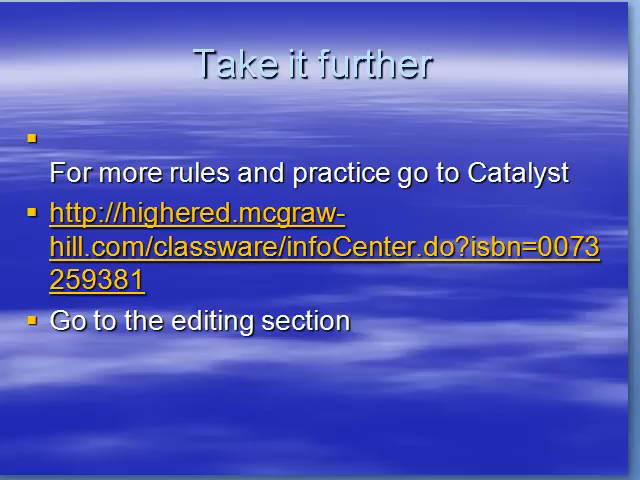 Take it further
For more rules and practice go to Catalyst
http://highered.mcgraw-
hill.com/classware/infoCenter.do?isbn=0073
259381
Go to the editing section